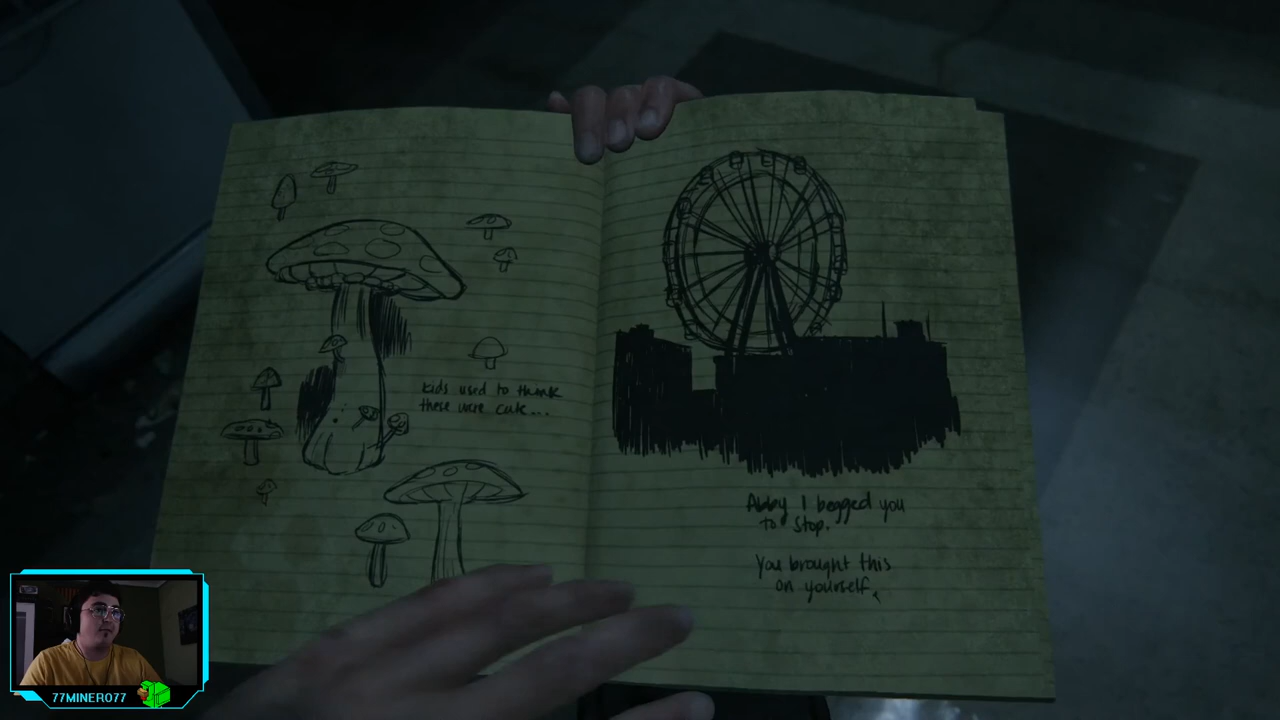 kids used to think
these were cute...
Abby I begged you
to stop.
You brought this
on yourself.
77MINERO77